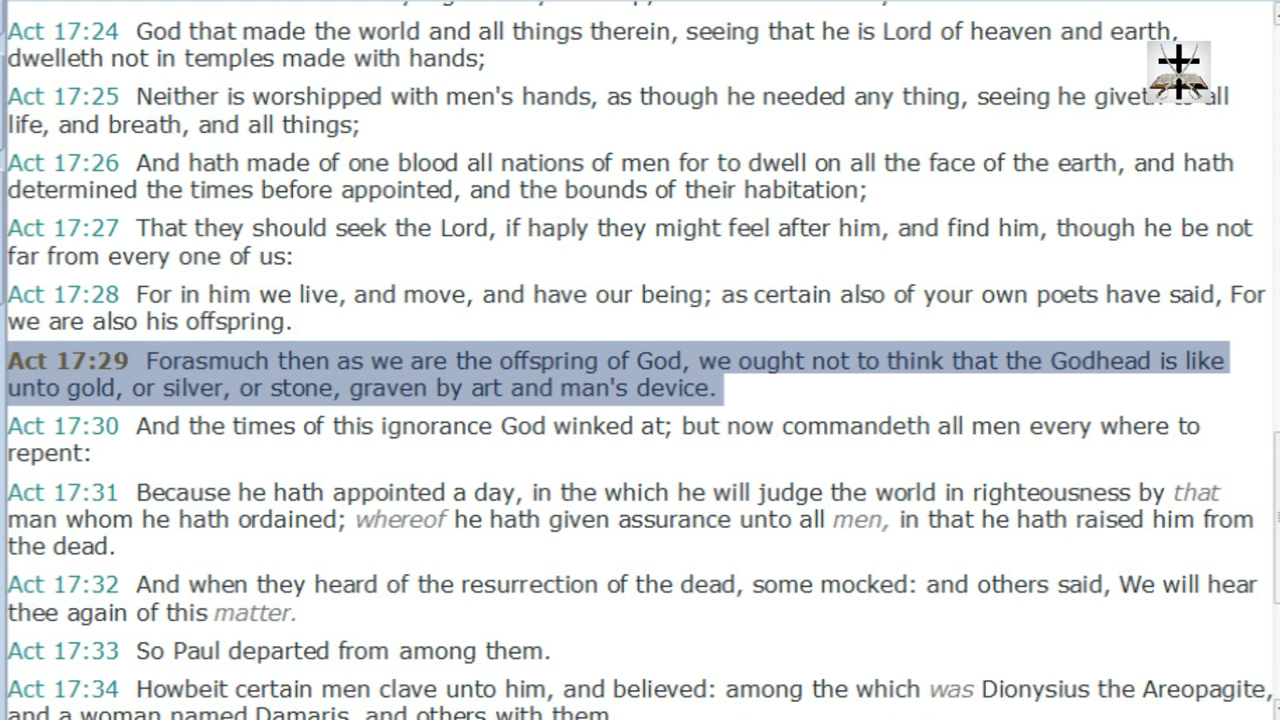 Act 17:24 God that made the world and all things therein, seeing that he is Lord of heaven and earth,
dwelleth not in temples made with hands;
Act 17:25 Neither is worshipped with men's hands, as though he needed any thing, seeing he giveth to all
life, and breath, and all things;
Act 17:26 And hath made of one blood all nations of men for to dwell on all the face of the earth, and hath
determined the times before appointed, and the bounds of their habitation;
Act 17:27 That they should seek the Lord, if haply they might feel after him, and find him, though he be not
far from every one of us:
Act 17:28 For in him we live, and move, and have our being; as certain also of your own poets have said, For
we are also his offspring.
Act 17:29 Forasmuch then as we are the offspring of God, we ought not to think that the Godhead is like
unto gold, or silver, or stone, graven by art and man's device.
Act 17:30 And the times of this ignorance God winked at; but now commandeth all men every where to
repent:
Act 17:31 Because he hath appointed a day, in the which he will judge the world in righteousness by that
man whom he hath ordained; whereof he hath given assurance unto all men, in that he hath raised him from
the dead.
Act 17:32 And when they heard of the resurrection of the dead, some mocked: and others said, We will hear
thee again of this matter.
Act 17:33 So Paul departed from among them.
Act 17:34 Howbeit certain men clave unto him, and believed: among the which was Dionysius the Areopagite,
and a woman named Damaris, and others with them.